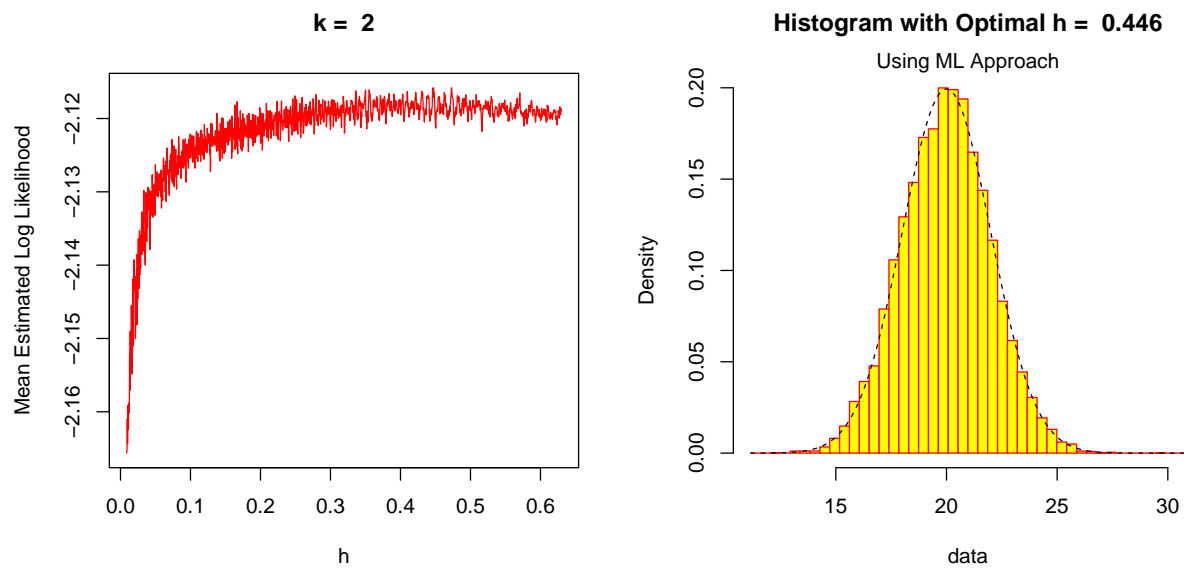 k = 2
Mean Estimated Log Likelihood
−2.12
−2.13
−2.14
−2.15
−2.16
0.0 0.1 0.2 0.3 0.4 0.5 0.6
h
Histogram with Optimal h = 0.446
Using ML Approach
Density
0.20
0.15
0.10
0.05
0.00
15 20 25 30
data